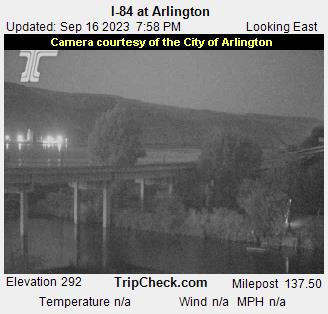 I-84 at Arlington
Updated: Sep 16 2023 7:58 PM Looking East
Camera courtesy of the City of Arlington
Elevation 292 TripCheck.com Milepost 137.50
Temperature n/a Wind n/a MPH n/a